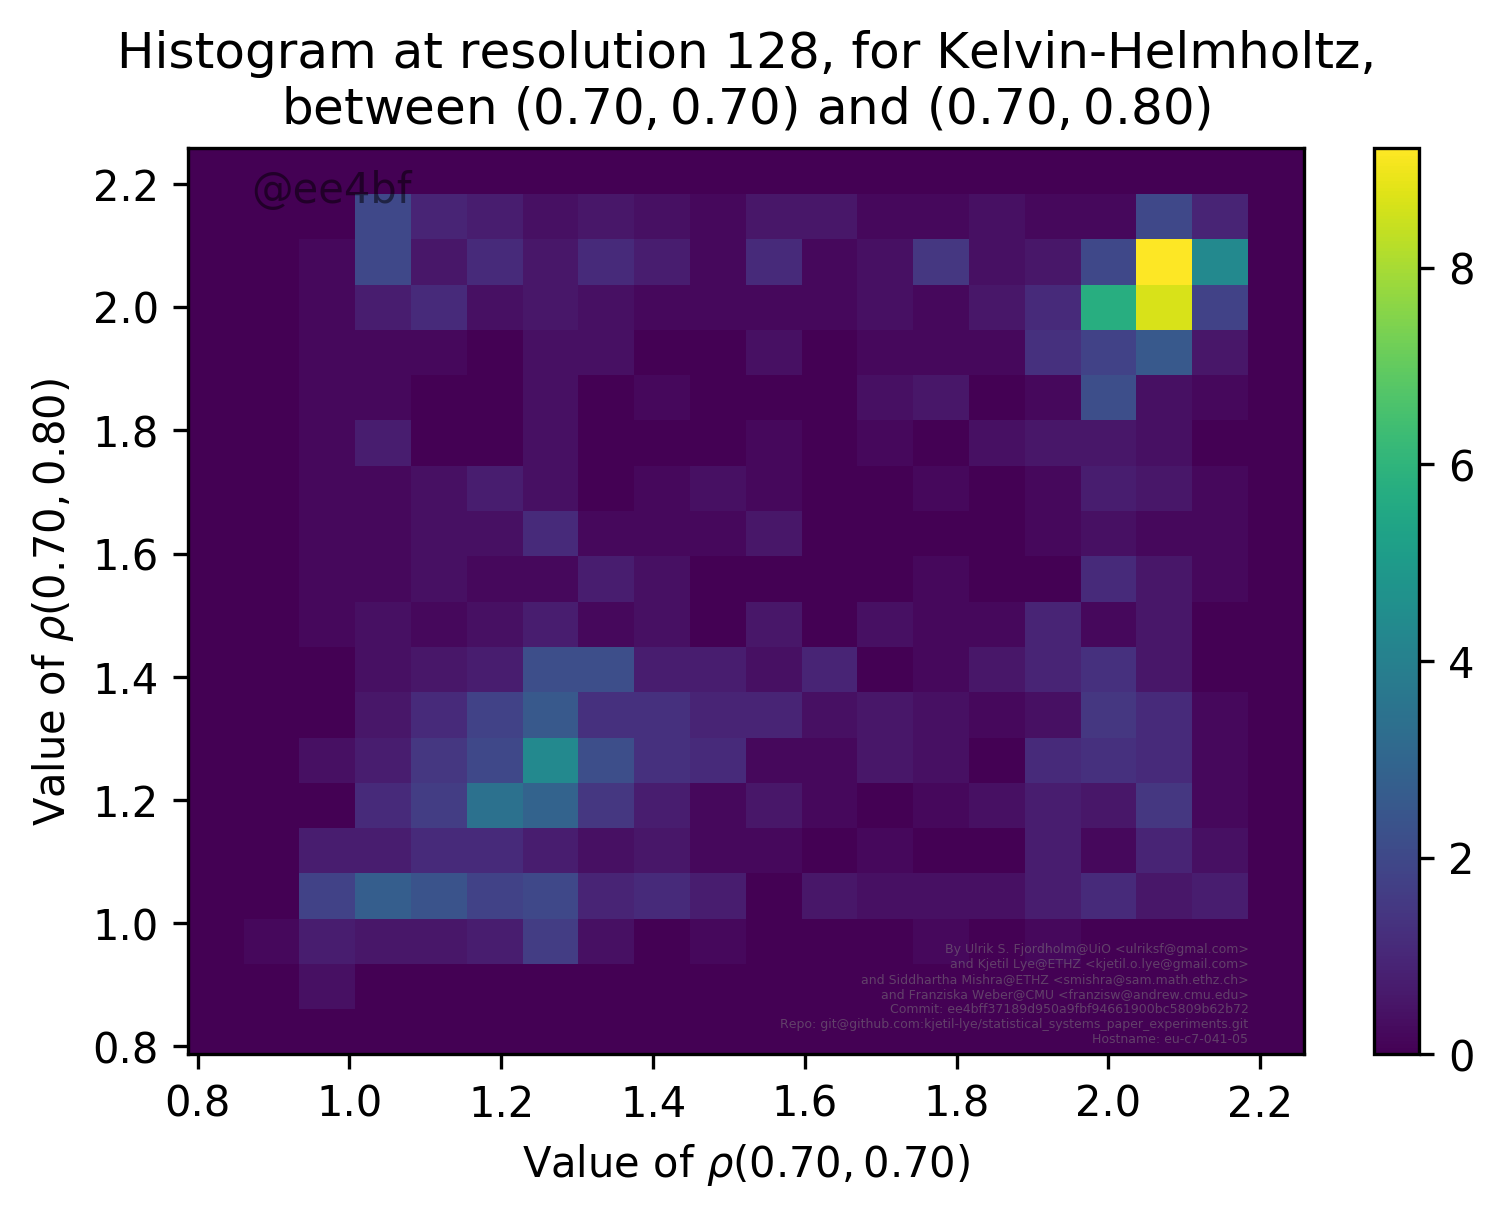 Histogram at resolution 128, for Kelvin-Helmholtz,
between (0.70, 0.70) and (0.70, 0.80)
@ee4bf
2.2
2.0
1.8
1.6
1.4
1.2
1.0
0.8
Value of ρ(0.70, 0.80)
0.8 1.0 1.2 1.4 1.6 1.8 2.0 2.2
Value of ρ(0.70, 0.70)
8
6
4
2
0
By Ulrik S. Fjordholm@UiO <ulriksf@gmal.com>
and Kjetil Lye@ETHZ <kjetil.o.lye@gmail.com>
and Siddhartha Mishra@ETHZ <smishra@sam.math.ethz.ch>
and Franziska Weber@CMU <franzisw@andrew.cmu.edu>
Commit: ee4bff37189d950a9fbf94661900bc5809b62b72
Repo: git@github.com:kjetil-lye/statistical_systems_paper_experiments.git
Hostname: eu-c7-041-05